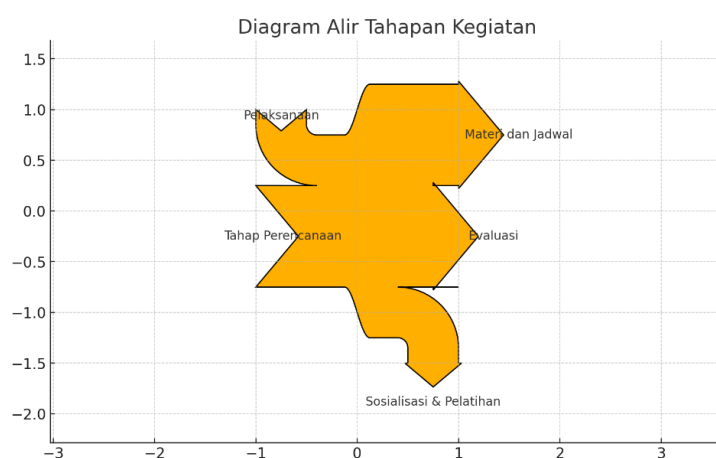 Diagram Alir Tahapan Kegiatan
1.5
1.0
Pelaksanaan
Materi dan Jadwal
0.5
0.0
Tahap Perencanaan
Evaluasi
−0.5
−1.0
−1.5
Sosialisasi & Pelatihan
−2.0
−3 −2 −1 0 1 2 3